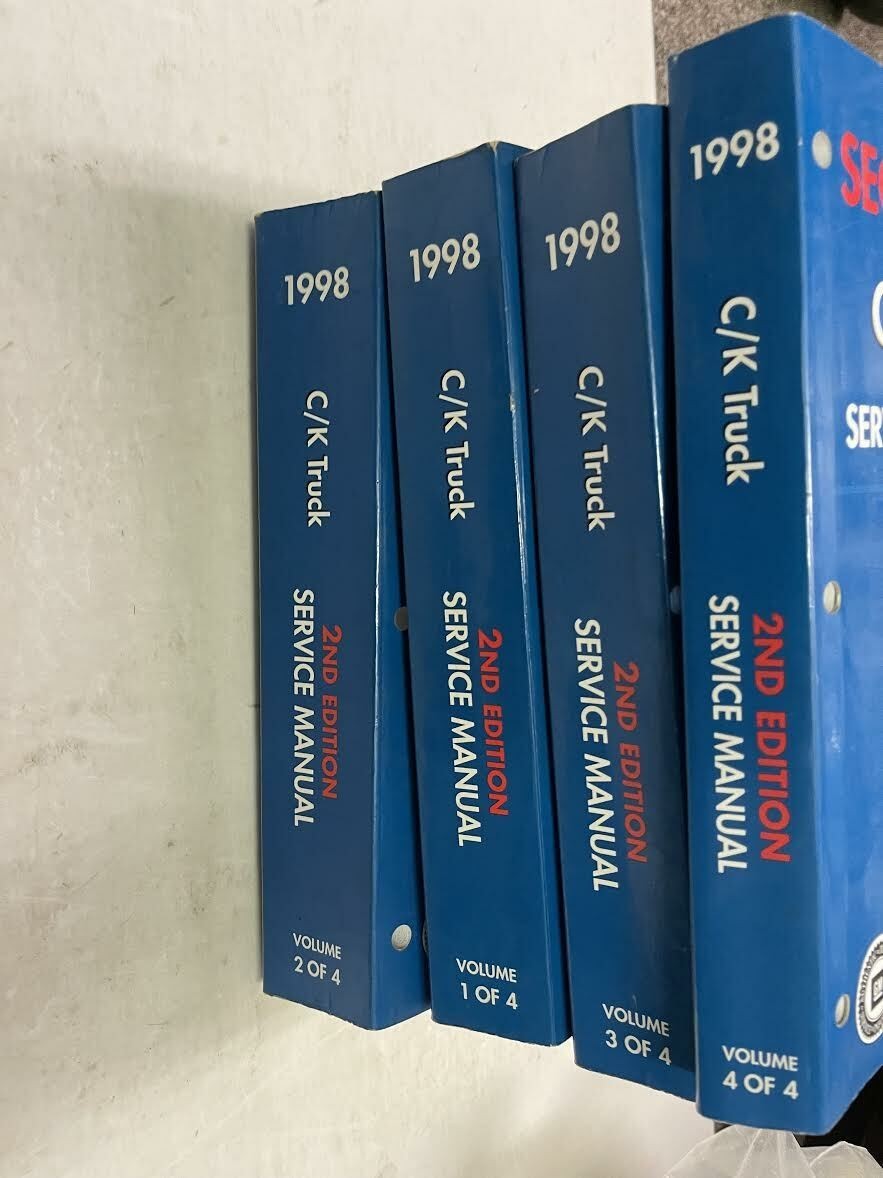 1998
C/K Truck
2ND EDITION
SERVICE MANUAL
VOLUME
2 OF 4
1998
C/K Truck
2ND EDITION
SERVICE MANUAL
VOLUME
1 OF 4
1998
C/K Truck
2ND EDITION
SERVICE MANUAL
VOLUME
3 OF 4
1998
C/K Truck
2ND EDITION
SERVICE MANUAL
VOLUME
4 OF 4